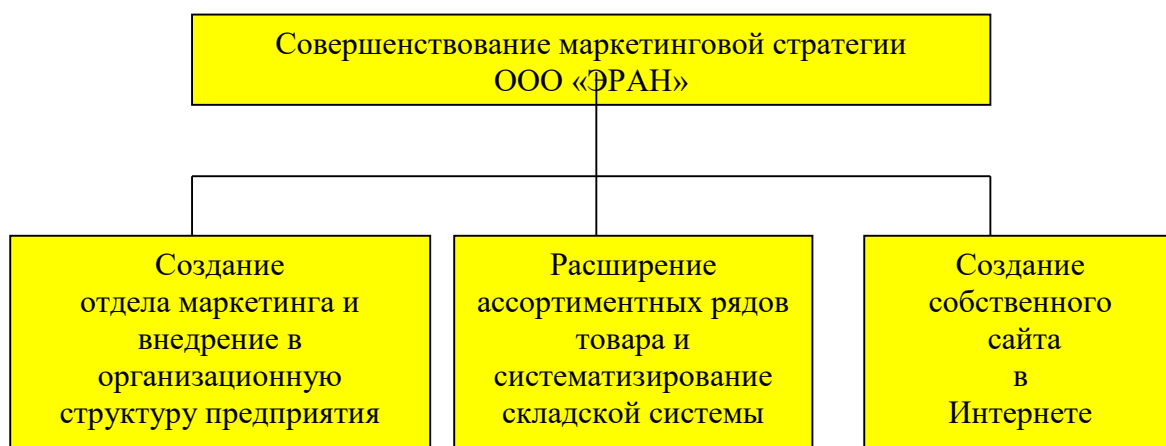 Совершенствование маркетинговой стратегии
ООО «ЭРАН»
Создание
отдела маркетинга и
внедрение в
организационную
структуру предприятия
Расширение
ассортиментных рядов
товара и
систематизирование
складской системы
Создание
собственного
сайта
в
Интернете